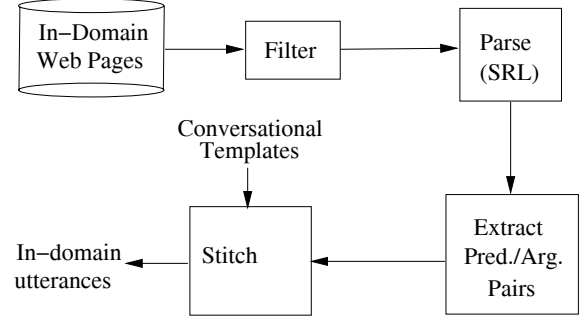 In−Domain
Web Pages
Filter
Parse
(SRL)
Conversational
Templates
Extract
Pred./Arg.
Pairs
Stitch
In−domain
utterances